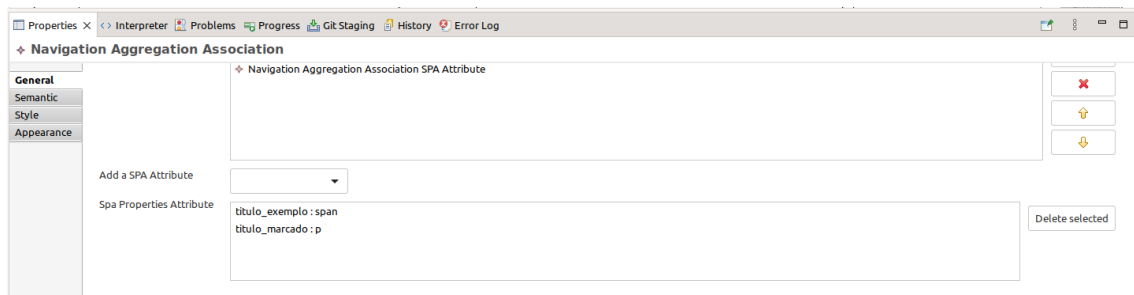 Properties Interpreter Problems Progress Git Staging History Error Log
Navigation Aggregation Association
General
Semantic
Style
Appearance
Navigation Aggregation Association SPA Attribute
Add a SPA Attribute
Spa Properties Attribute
titulo_exemplo : span
titulo_marcado : p
Delete selected